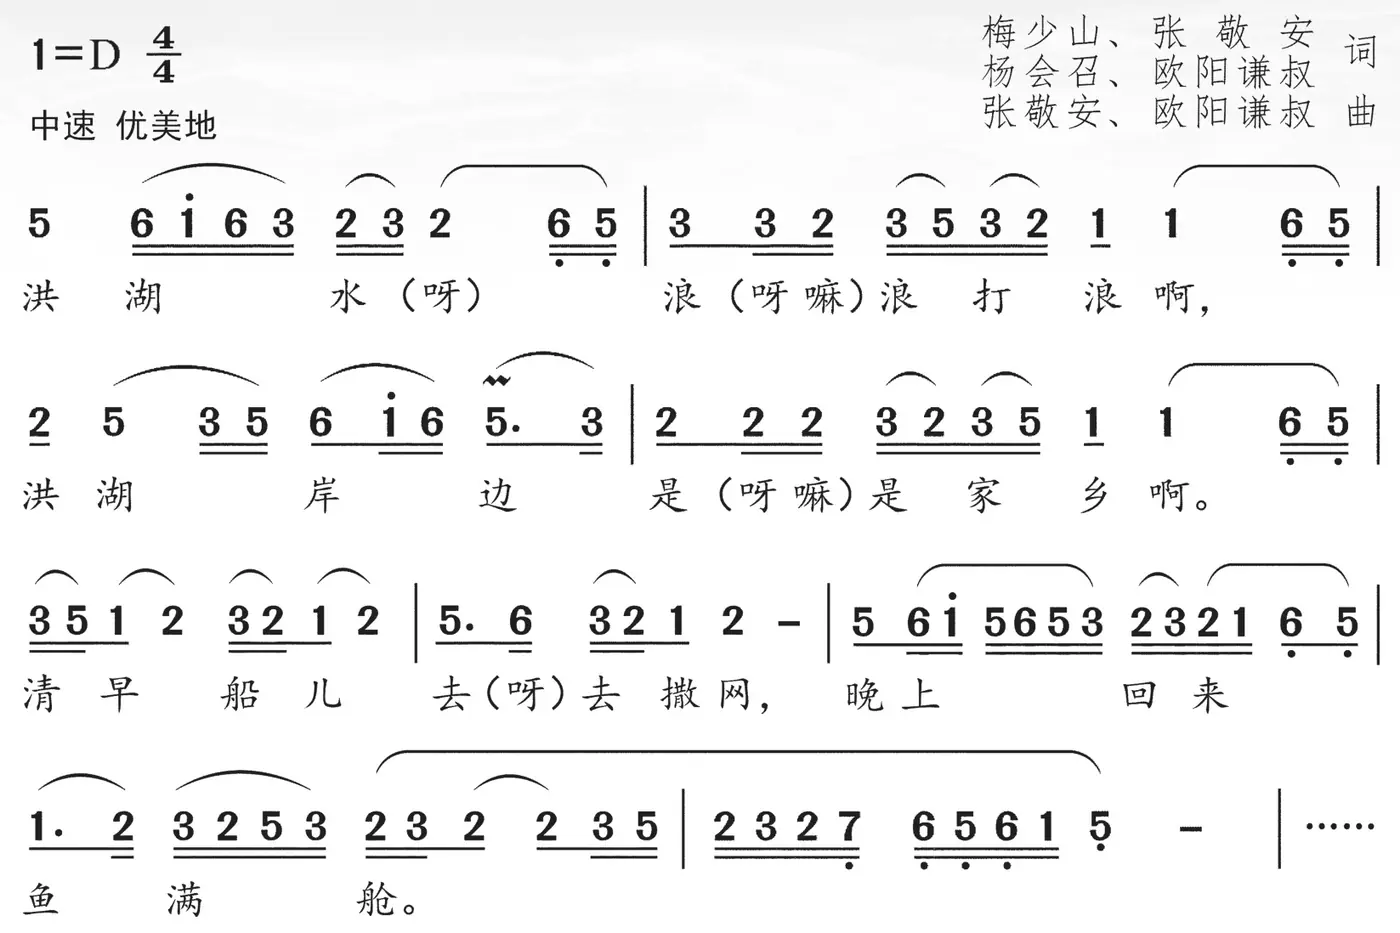 1=D 4/4
中速 优美地
梅少山、张敬安
杨会召、欧阳谦叔 词
张敬安、欧阳谦叔 曲
5 6 i 6 3 2 3 2 6 5 | 3 3 2 3 5 3 2 1 1 6 5 |
洪 湖 水（呀） 浪（呀 嘛）浪 打 浪 啊，
2 5 3 5 6 i 6 5. 3 | 2 2 2 3 2 3 5 1 1 6 5 |
洪 湖 岸 边 是（呀 嘛）是 家 乡 啊。
3 5 1 2 3 2 1 2 | 5. 6 3 2 1 2 – | 5 6 i 5 6 5 3 2 3 2 1 6 5 |
清 早 船 儿 去（呀）去 撒 网， 晚 上 回 来
1. 2 3 2 5 3 2 3 2 2 3 5 | 2 3 2 7 6 5 6 1 5 – | ……
鱼 满 舱。